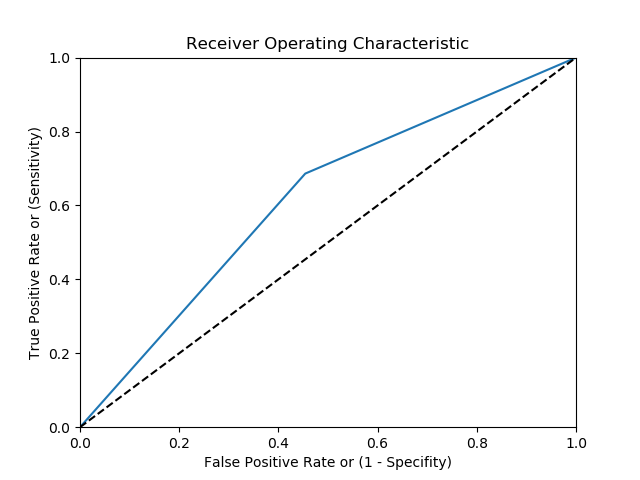 Receiver Operating Characteristic
1.0
0.8
0.6
0.4
0.2
0.0
True Positive Rate or (Sensitivity)
0.0 0.2 0.4 0.6 0.8 1.0
False Positive Rate or (1 - Specifity)